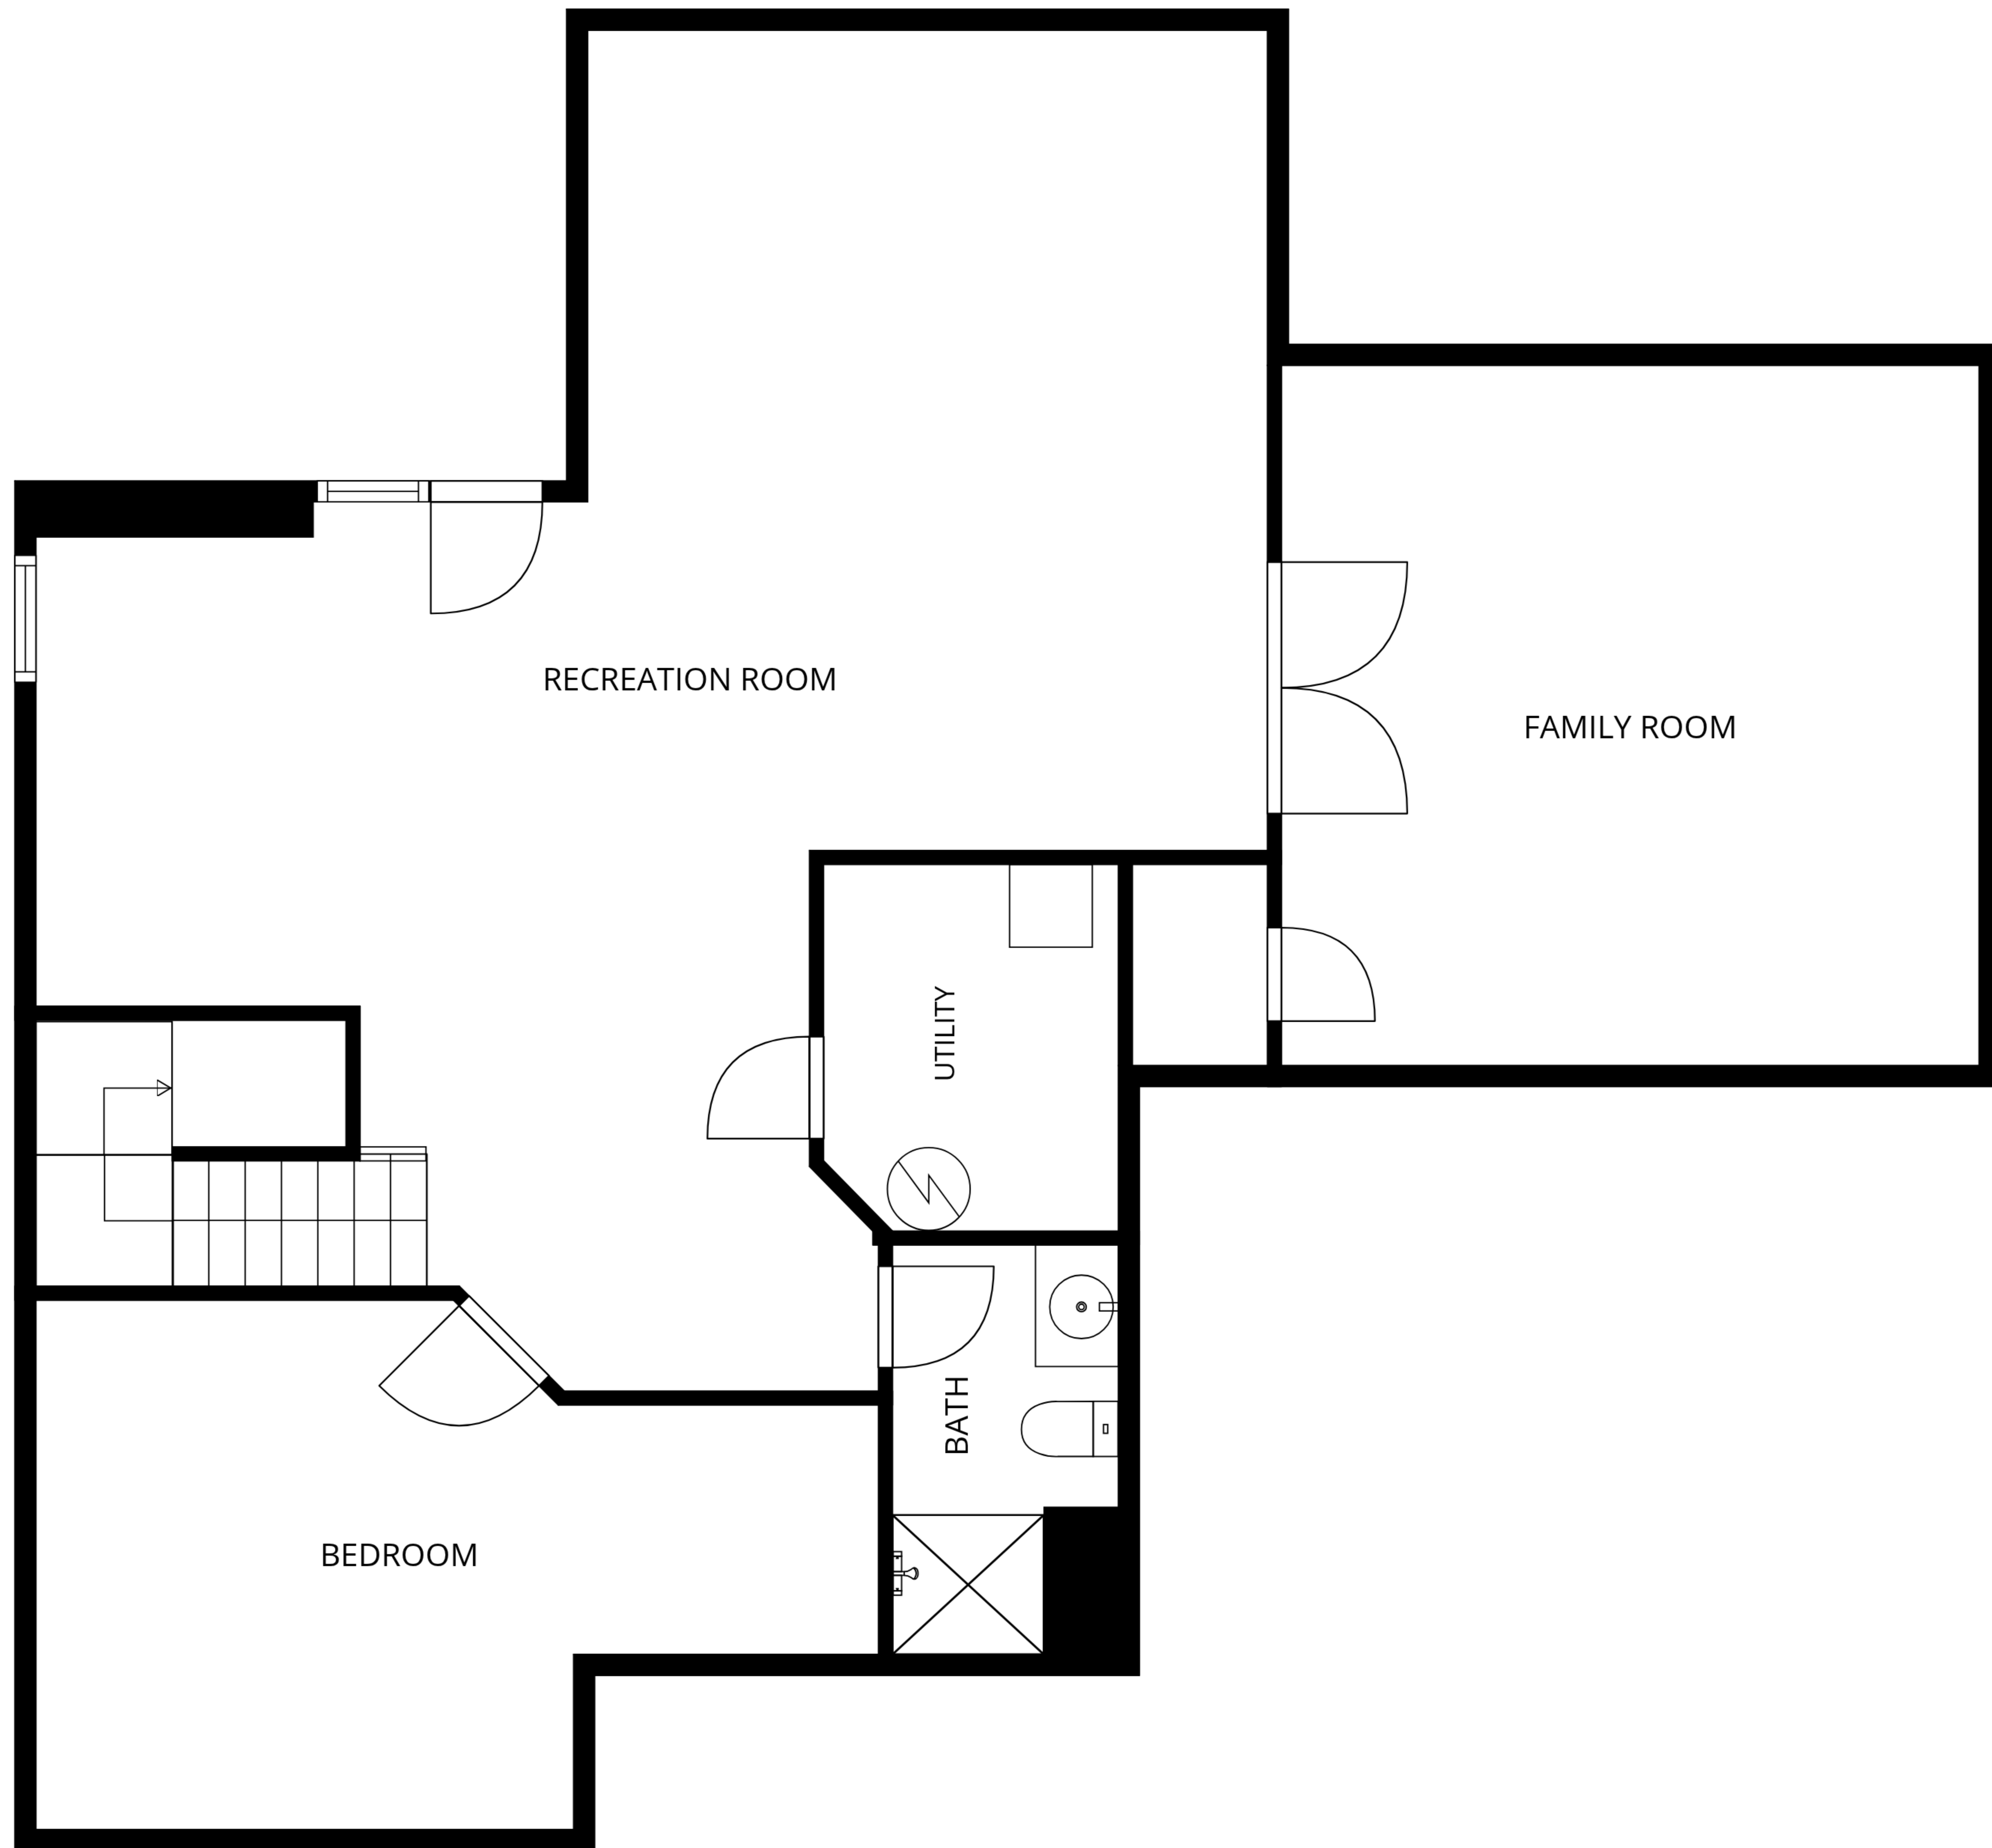 RECREATION ROOM
FAMILY ROOM
UTILITY
BATH
BEDROOM